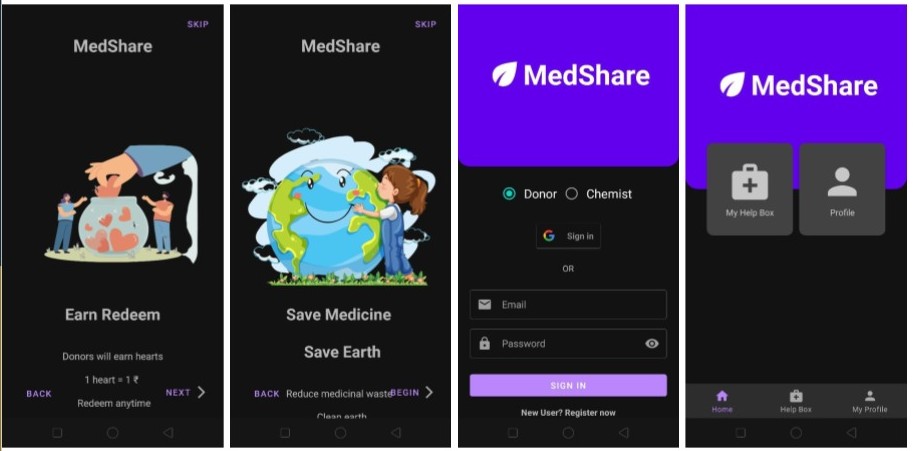 SKIP
MedShare
Earn Redeem
Donors will earn hearts
1 heart = 1 ₹
BACK
NEXT
Redeem anytime
SKIP
MedShare
Save Medicine
Save Earth
BACK Reduce medicinal waste BEGIN
Clean earth
MedShare
Donor Chemist
Sign in
OR
Email
Password
SIGN IN
New User? Register now
MedShare
My Help Box
Profile
Home
Help Box
My Profile